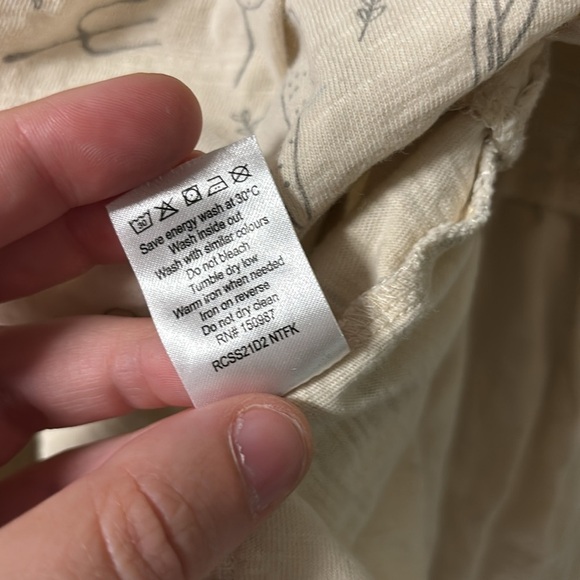 30
Save energy wash at 30°C
Wash inside out
Wash with similar colours
Do not bleach
Tumble dry low
Warm iron when needed
Iron on reverse
Do not dry clean
RN# 150987
RCSS21D2 NTFK